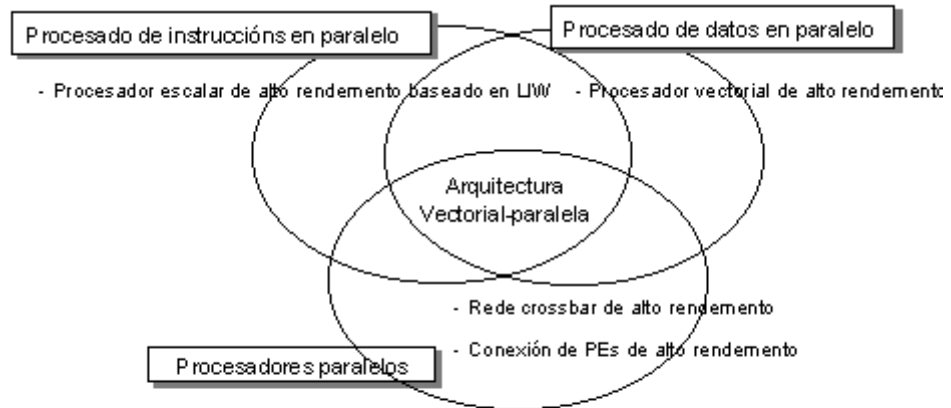 Procesado de instruccións en paralelo
Procesado de datos en paralelo
- Procesador escalar de alto rendemento baseado en LIW
- Procesador vectorial de alto rendemento
Arquitectura
Vectorial-paralela
- Rede crossbar de alto rendemento
- Conexión de PEs de alto rendemento
Procesadores paralelos